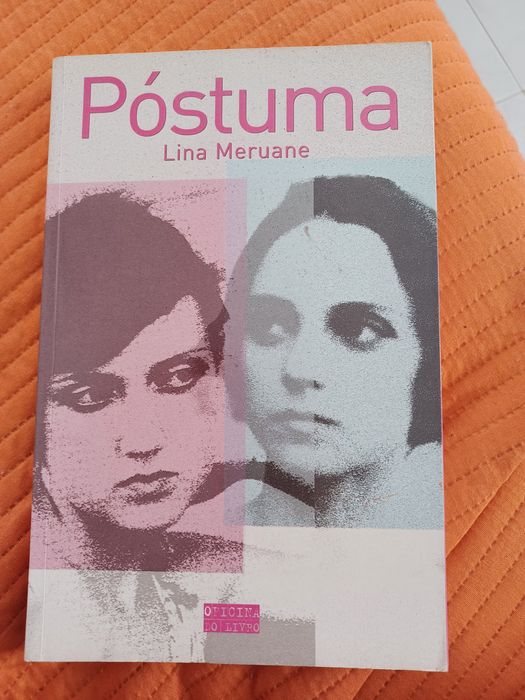 Póstuma
Lina Meruane
OFICINA
DO LIVRO